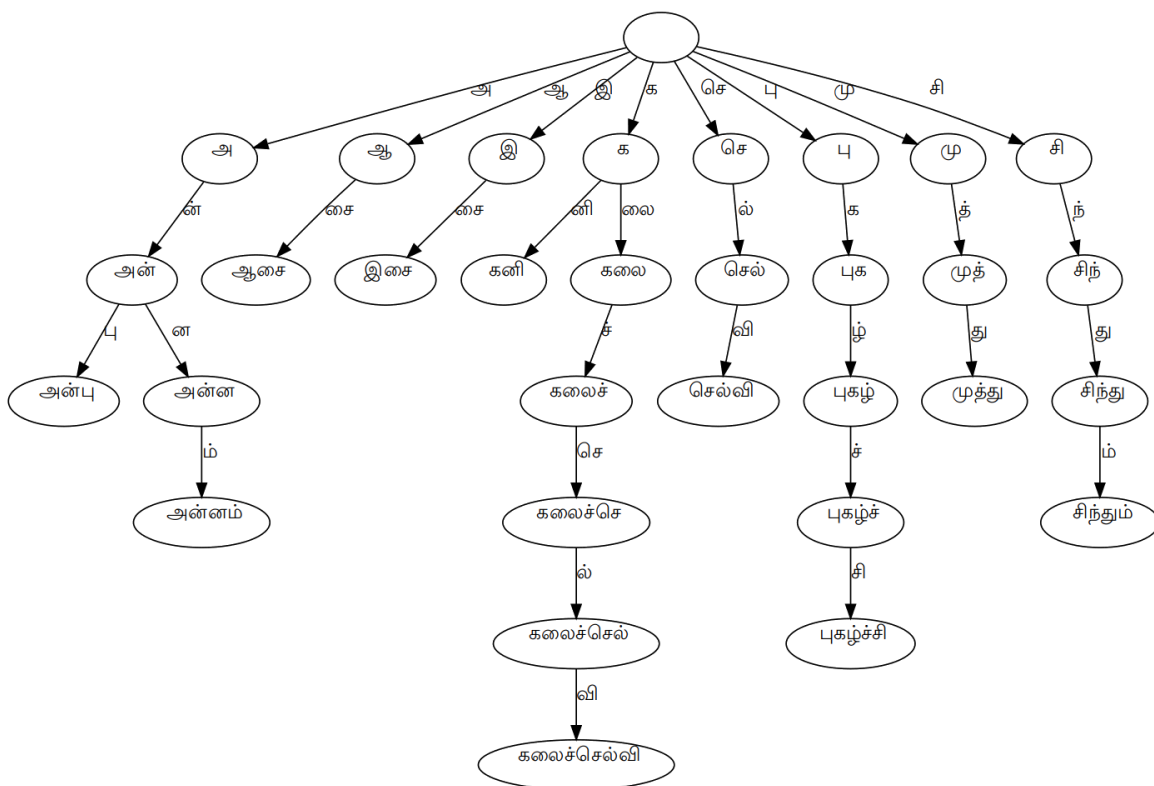 அ ஆ இ க செ பு மு சி
அ ஆ இ க செ பு மு சி
ன் சை சை னி லை ல் க த் ந்
அன் ஆசை இசை கனி கலை செல் புக முத் சிந்
பு ன ச் வி ழ் து து
அன்பு அன்ன கலைச் செல்வி புகழ் முத்து சிந்து
ம் செ ச் ம்
அன்னம் கலைச்செ புகழ்ச் சிந்தும்
ல் சி
கலைச்செல் புகழ்ச்சி
வி
கலைச்செல்வி